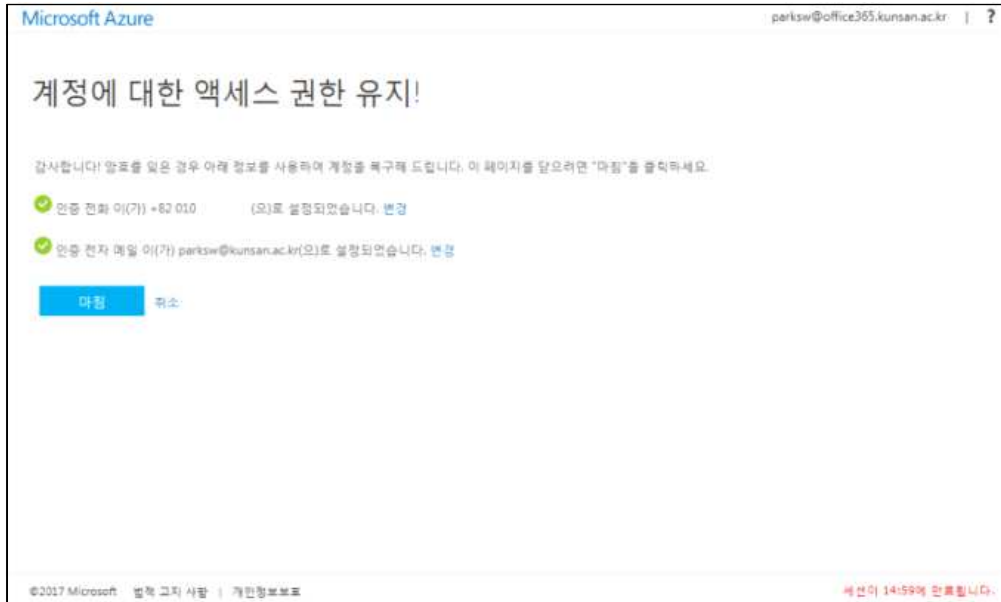 Microsoft Azure
parksw@office365.kunsan.ac.kr | ?
계정에 대한 액세스 권한 유지!
감사합니다! 암호를 잊은 경우 아래 정보를 사용하여 계정을 복구해 드립니다. 이 페이지를 닫으려면 "마침"을 클릭하세요.
인증 전화 이(가) +82 010 (으)로 설정되었습니다. 변경
인증 전자 메일 이(가) parksw@kunsan.ac.kr(으)로 설정되었습니다. 변경
마침 취소
©2017 Microsoft 법적 고지 사항 | 개인정보보호
세션이 14:59에 만료됩니다.